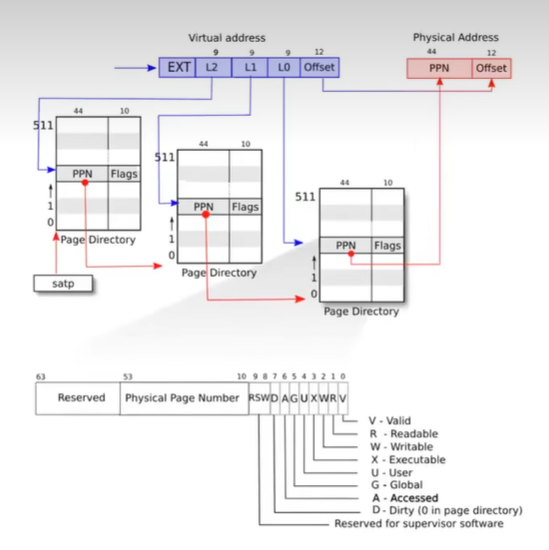 Virtual address
Physical Address
9 9 9 12
44 12
EXT L2 L1 L0 Offset
PPN Offset
44 10
511
PPN Flags
1
0
Page Directory
satp
44 10
511
PPN Flags
1
0
Page Directory
44 10
511
PPN Flags
1
0
Page Directory
63 53 10 9 8 7 6 5 4 3 2 1 0
Reserved Physical Page Number RSW D A G U X W R V
V - Valid
R - Readable
W - Writable
X - Executable
U - User
G - Global
A - Accessed
D - Dirty (0 in page directory)
Reserved for supervisor software